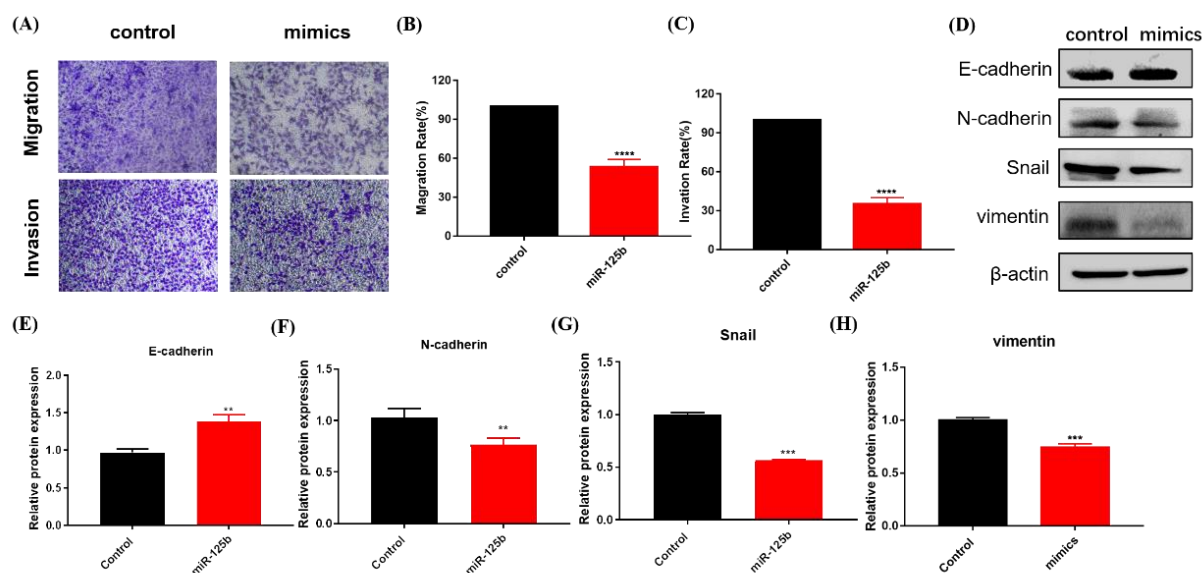 (A)
control
mimics
Migration
Invasion
(B)
Magration Rate(%)
120
90
60
30
0
****
control
miR-125b
(C)
Invation Rate(%)
120
90
60
30
0
****
control
miR-125b
(D)
control mimics
E-cadherin
N-cadherin
Snail
vimentin
β-actin
(E)
E-cadherin
Relative protein expression
2.0
1.5
1.0
0.5
0.0
**
Control
miR-125b
(F)
N-cadherin
Relative protein expression
1.5
1.0
0.5
0.0
**
Control
miR-125b
(G)
Snail
Relative protein expression
1.5
1.0
0.5
0.0
***
Control
miR-125b
(H)
vimentin
Relative protein expression
1.5
1.0
0.5
0.0
***
Control
mimics